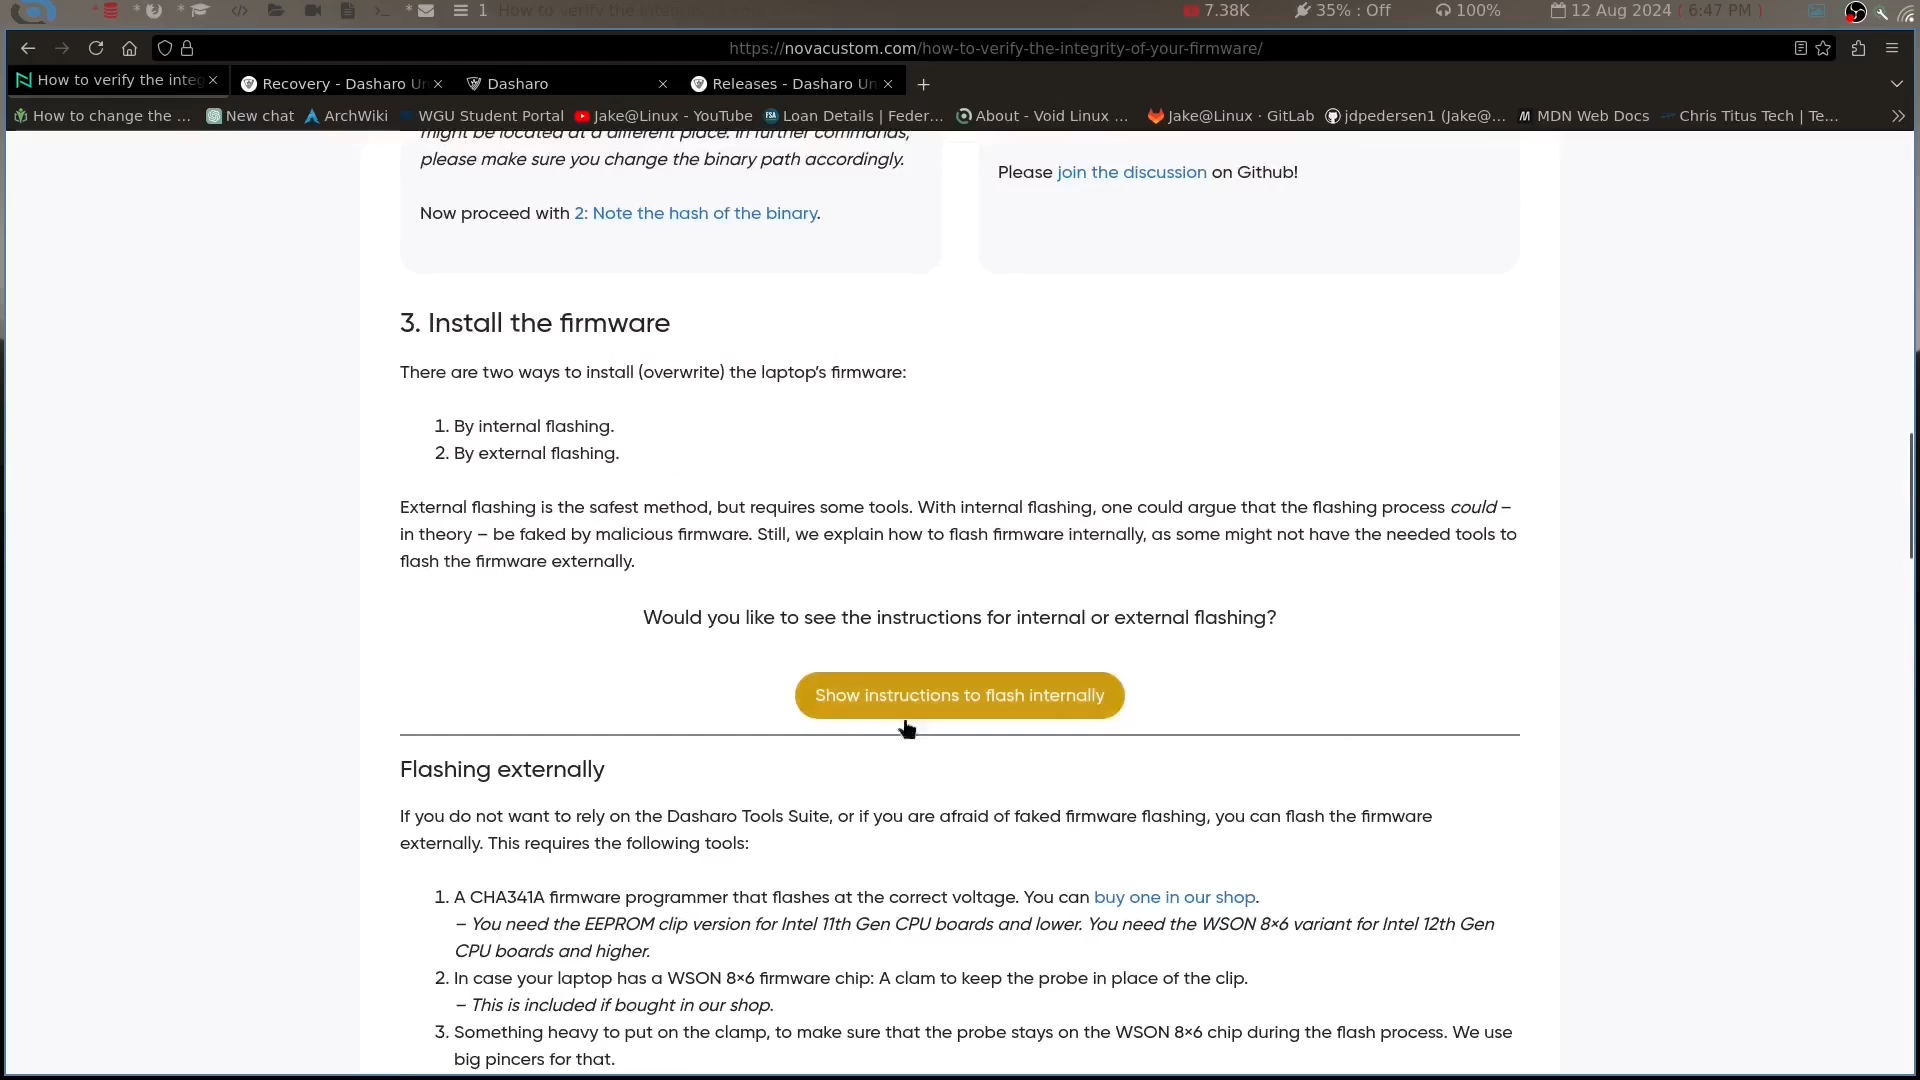 1 How to verify the inte
7.38K
35% : Off
100%
12 Aug 2024 ( 6:47 PM )
https://novacustom.com/how-to-verify-the-integrity-of-your-firmware/
How to verify the integ
Recovery - Dasharo Un
Dasharo
Releases - Dasharo Un
How to change the ...
New chat
ArchWiki
WGU Student Portal
Jake@Linux - YouTube
FSA Loan Details | Feder...
About - Void Linux ...
Jake@Linux · GitLab
jdpedersen1 (Jake@...
MDN Web Docs
Chris Titus Tech | Te...
might be located at a different place. In further commands,
please make sure you change the binary path accordingly.
Now proceed with 2: Note the hash of the binary.
Please join the discussion on Github!
3. Install the firmware
There are two ways to install (overwrite) the laptop’s firmware:
1. By internal flashing.
2. By external flashing.
External flashing is the safest method, but requires some tools. With internal flashing, one could argue that the flashing process could –
in theory – be faked by malicious firmware. Still, we explain how to flash firmware internally, as some might not have the needed tools to
flash the firmware externally.
Would you like to see the instructions for internal or external flashing?
Show instructions to flash internally
Flashing externally
If you do not want to rely on the Dasharo Tools Suite, or if you are afraid of faked firmware flashing, you can flash the firmware
externally. This requires the following tools:
1. A CHA341A firmware programmer that flashes at the correct voltage. You can buy one in our shop.
– You need the EEPROM clip version for Intel 11th Gen CPU boards and lower. You need the WSON 8×6 variant for Intel 12th Gen
CPU boards and higher.
2. In case your laptop has a WSON 8×6 firmware chip: A clam to keep the probe in place of the clip.
– This is included if bought in our shop.
3. Something heavy to put on the clamp, to make sure that the probe stays on the WSON 8×6 chip during the flash process. We use
big pincers for that.